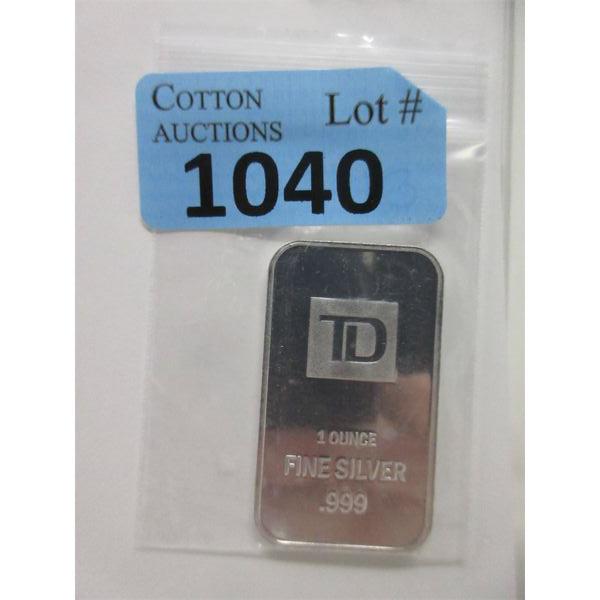 COTTON Lot #
AUCTIONS
1040
TD
1 OUNCE
FINE SILVER
.999